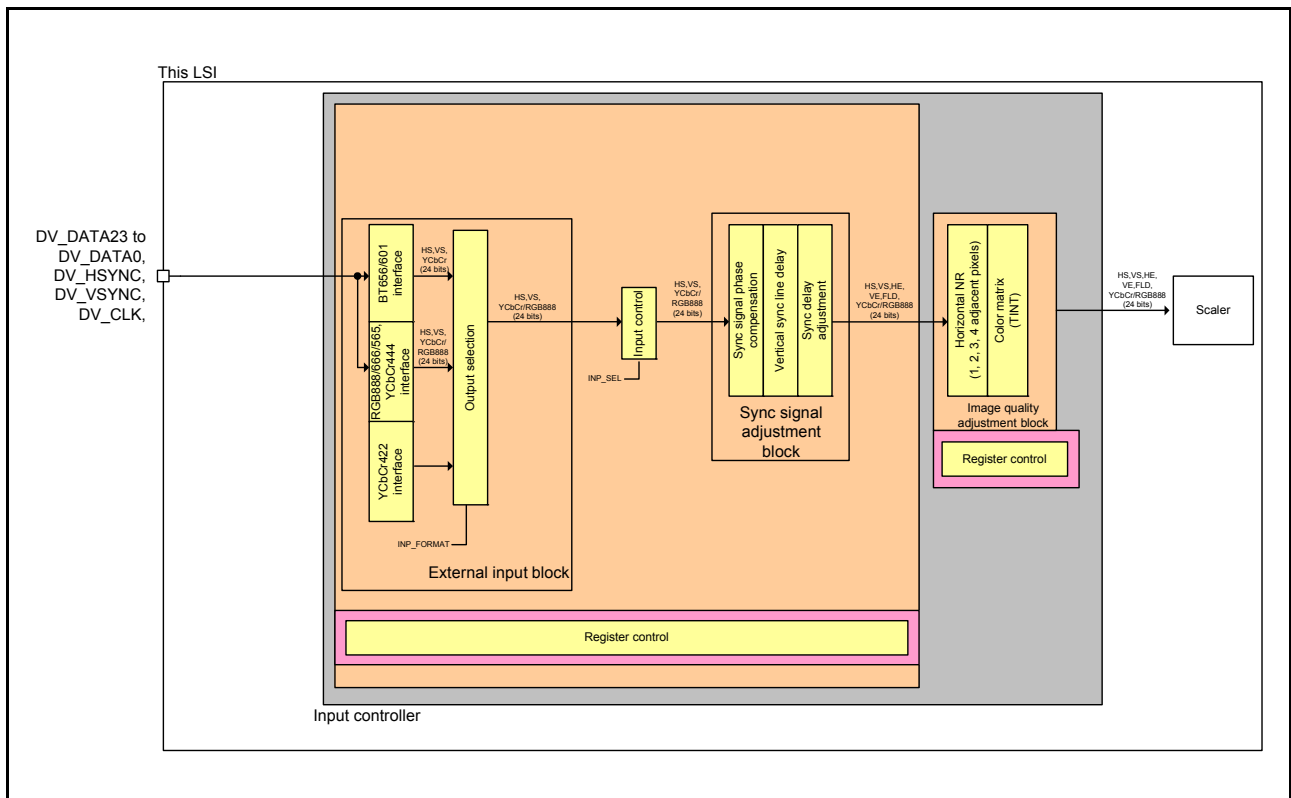 This LSI
DV_DATA23 to
DV_DATA0,
DV_HSYNC,
DV_VSYNC,
DV_CLK,
BT656/601
interface
HS,VS,
YCbCr
(24 bits)
RGB888/666/565,
YCbCr444
interface
HS,VS,
YCbCr/
RGB888
(24 bits)
YCbCr422
interface
Output selection
INP_FORMAT
External input block
HS,VS,
YCbCr/RGB888
(24 bits)
Input control
INP_SEL
HS,VS,
YCbCr/
RGB888
(24 bits)
Sync signal phase
compensation
Vertical sync line delay
Sync delay
adjustment
Sync signal
adjustment
block
HS,VS,HE,
VE,FLD,
YCbCr/RGB888
(24 bits)
Horizontal NR
(1, 2, 3, 4 adjacent pixels)
Color matrix
(TINT)
Image quality
adjustment block
Register control
HS,VS,HE,
VE,FLD,
YCbCr/RGB888
(24 bits)
Scaler
Register control
Input controller